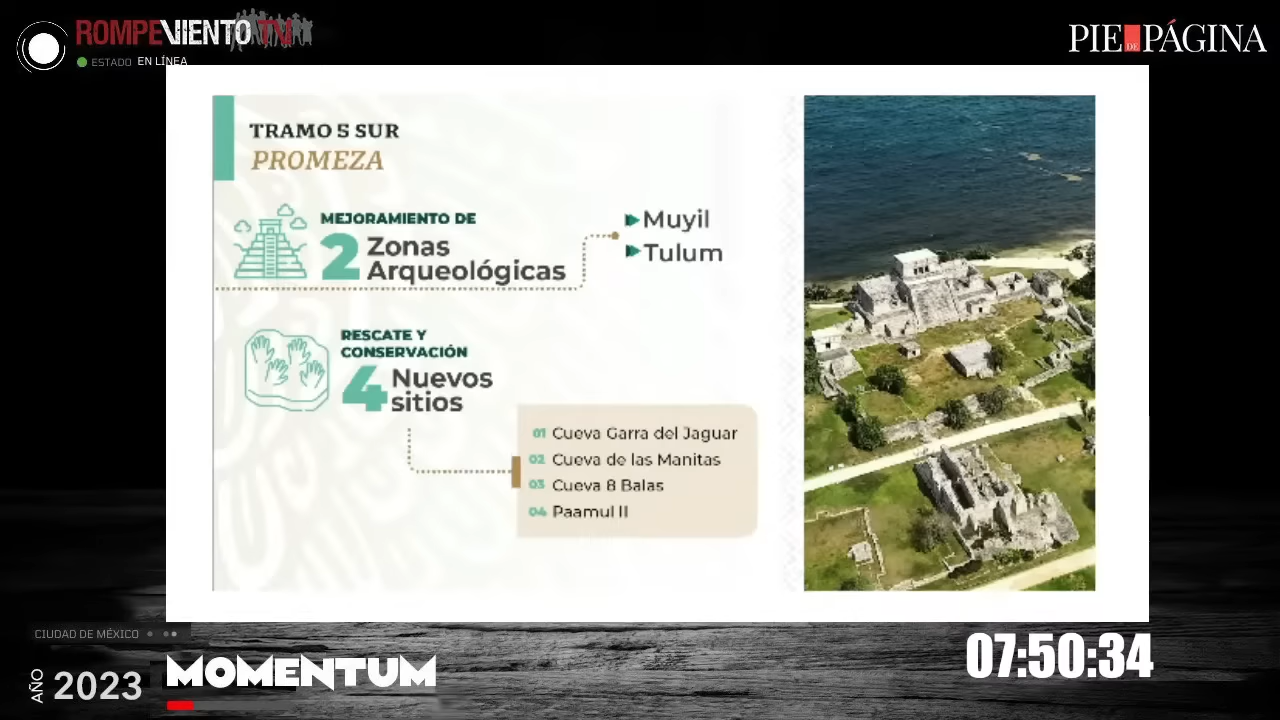 ROMPEVIENTO TV
ESTADO EN LÍNEA
PIE DE PÁGINA
TRAMO 5 SUR
PROMEZA
MEJORAMIENTO DE
2 Zonas
Arqueológicas
Muyil
Tulum
RESCATE Y
CONSERVACIÓN
4 Nuevos
sitios
01 Cueva Garra del Jaguar
02 Cueva de las Manitas
03 Cueva 8 Balas
04 Paamul II
CIUDAD DE MÉXICO
AÑO 2023
MOMENTUM
07:50:34